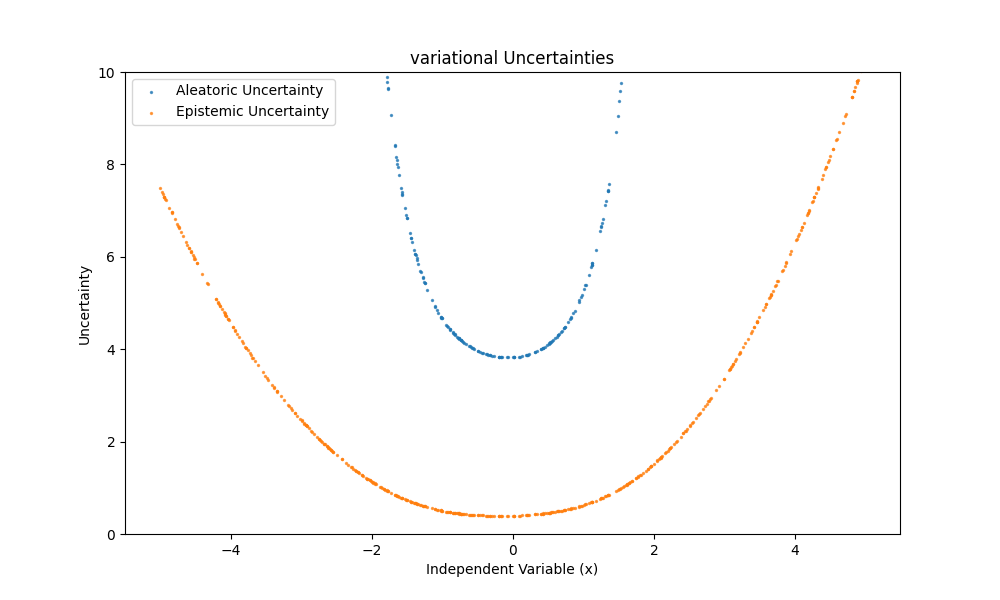 variational Uncertainties
Aleatoric Uncertainty
Epistemic Uncertainty
Uncertainty
10
8
6
4
2
0
−4
−2
0
2
4
Independent Variable (x)